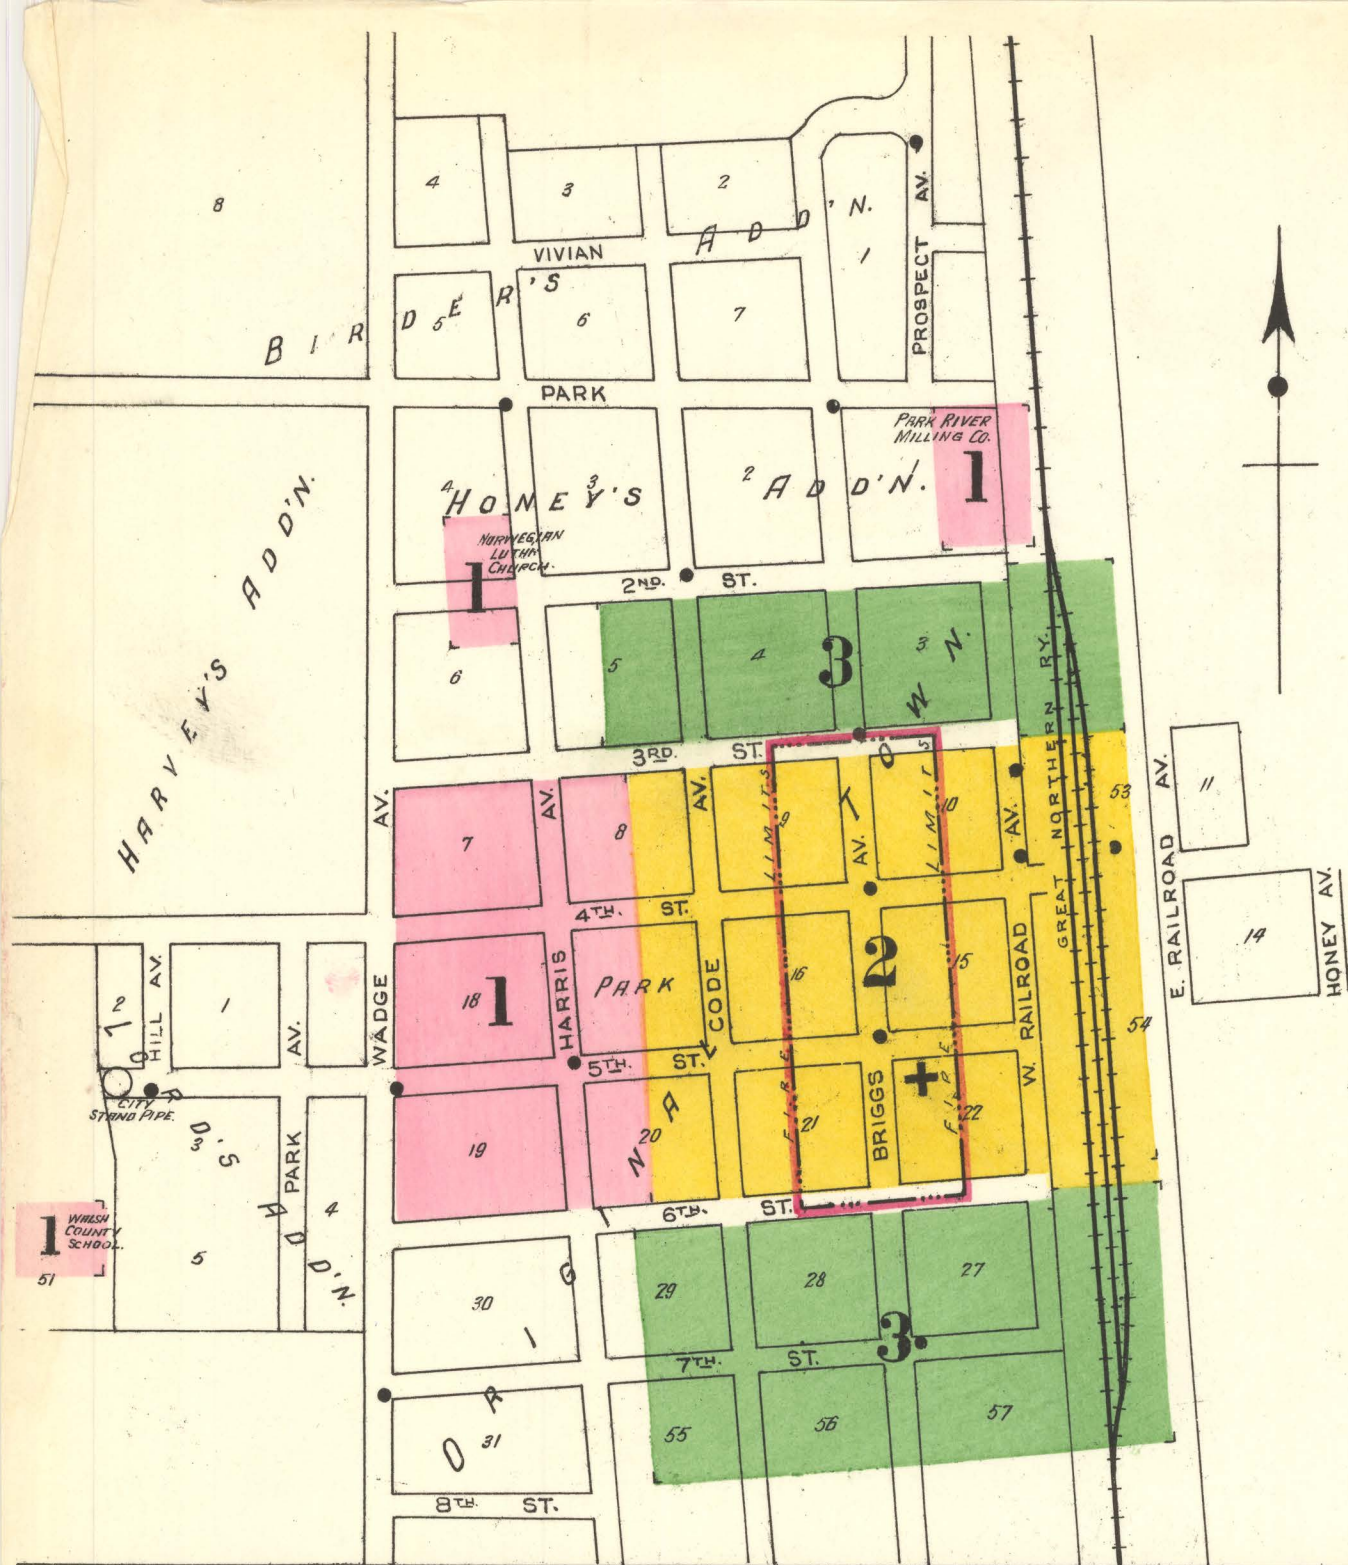 8
4
3
2
1
VIVIAN
BIRDER'S ADD'N.
PROSPECT AV.
5
6
7
PARK
PARK RIVER
MILLING CO.
1
4
3
2
1
HONEY'S ADD'N.
NORWEGIAN
LUTHN
CHURCH.
1
HARVEY'S ADD'N.
2ND. ST.
6
5
4
3
3
3RD. ST.
ORIGINAL TOWN.
GREAT NORTHERN RY.
AV.
AV.
AV.
AV.
AV.
7
8
9
10
53
11
FIRE LIMITS
FIRE LIMITS
4TH. ST.
WADGE
HARRIS
CODE
BRIGGS
W. RAILROAD
E. RAILROAD AV.
HONEY AV.
14
2
HILL AV.
1
AV.
18
1
PARK
16
2
15
54
5TH. ST.
CITY
STAND PIPE.
3
PARK
4
19
20
21
22
1
WALSH
COUNTY
SCHOOL.
51
5
6TH. ST.
30
29
28
27
3
7TH. ST.
31
55
56
57
8TH. ST.